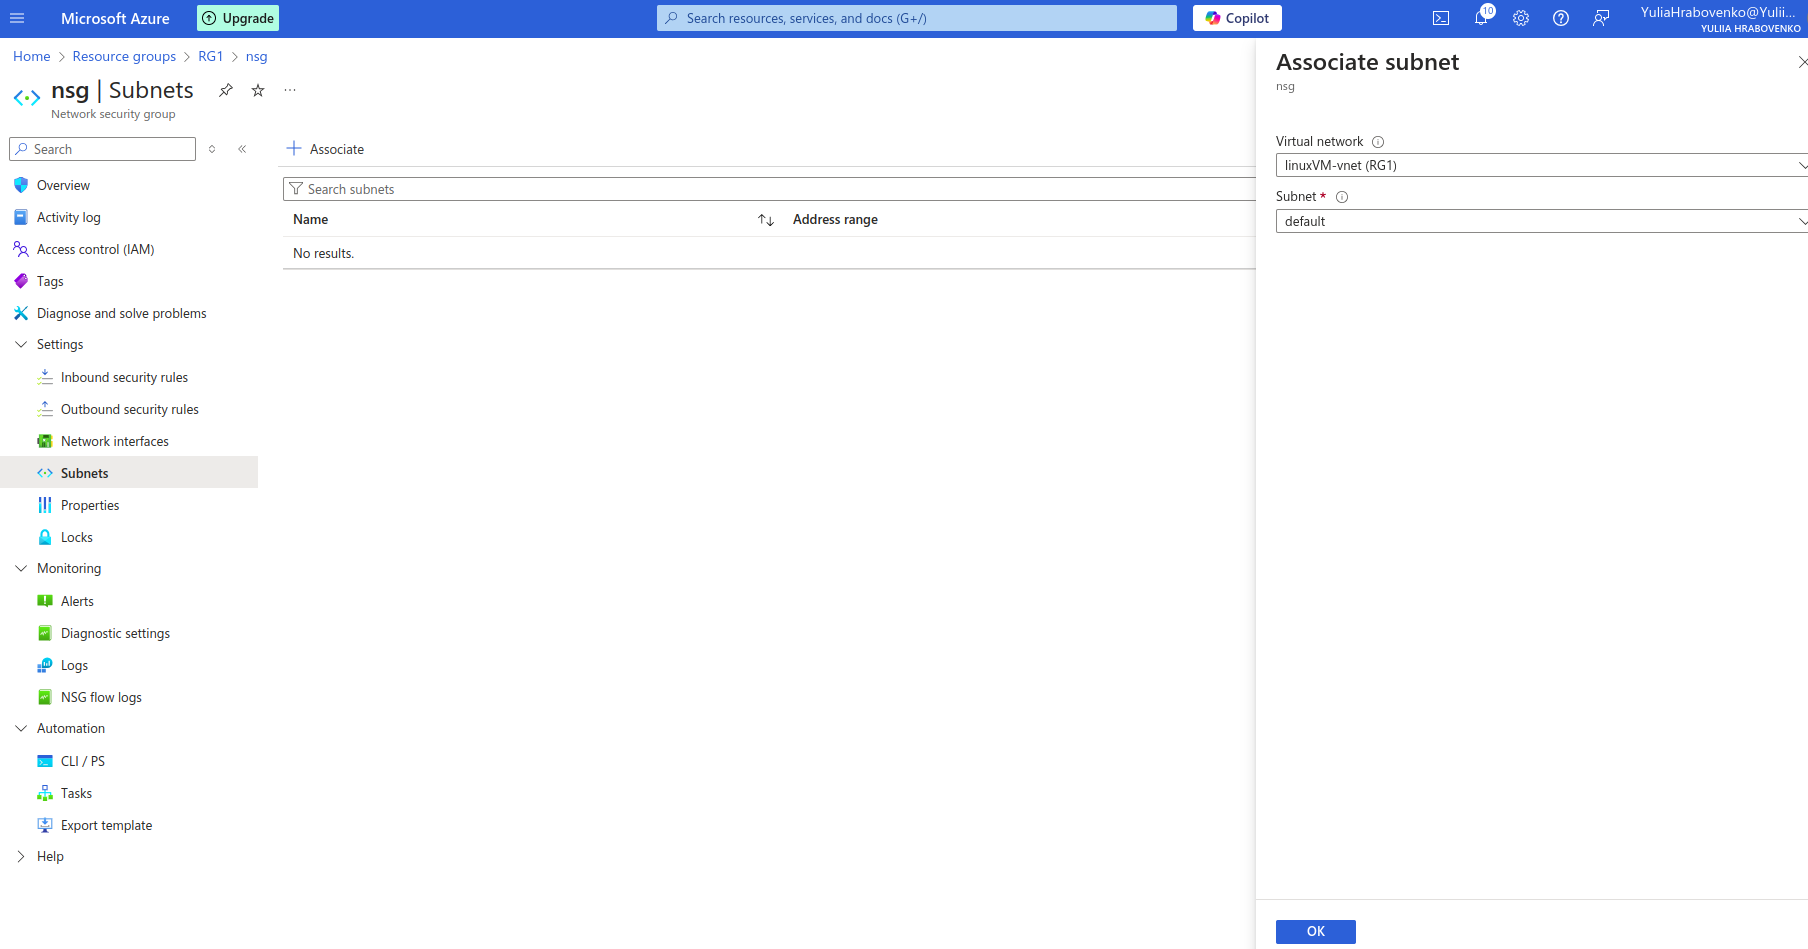 Microsoft Azure
Upgrade
Search resources, services, and docs (G+/)
Copilot
10
YuliaHrabovenko@Yulii...
YULIIA HRABOVENKO
Home > Resource groups > RG1 > nsg
nsg | Subnets
...
Network security group
Search
Overview
Activity log
Access control (IAM)
Tags
Diagnose and solve problems
Settings
Inbound security rules
Outbound security rules
Network interfaces
Subnets
Properties
Locks
Monitoring
Alerts
Diagnostic settings
Logs
NSG flow logs
Automation
CLI / PS
Tasks
Export template
Help
+ Associate
Search subnets
Name
Address range
No results.
Associate subnet
nsg
Virtual network
linuxVM-vnet (RG1)
Subnet *
default
OK